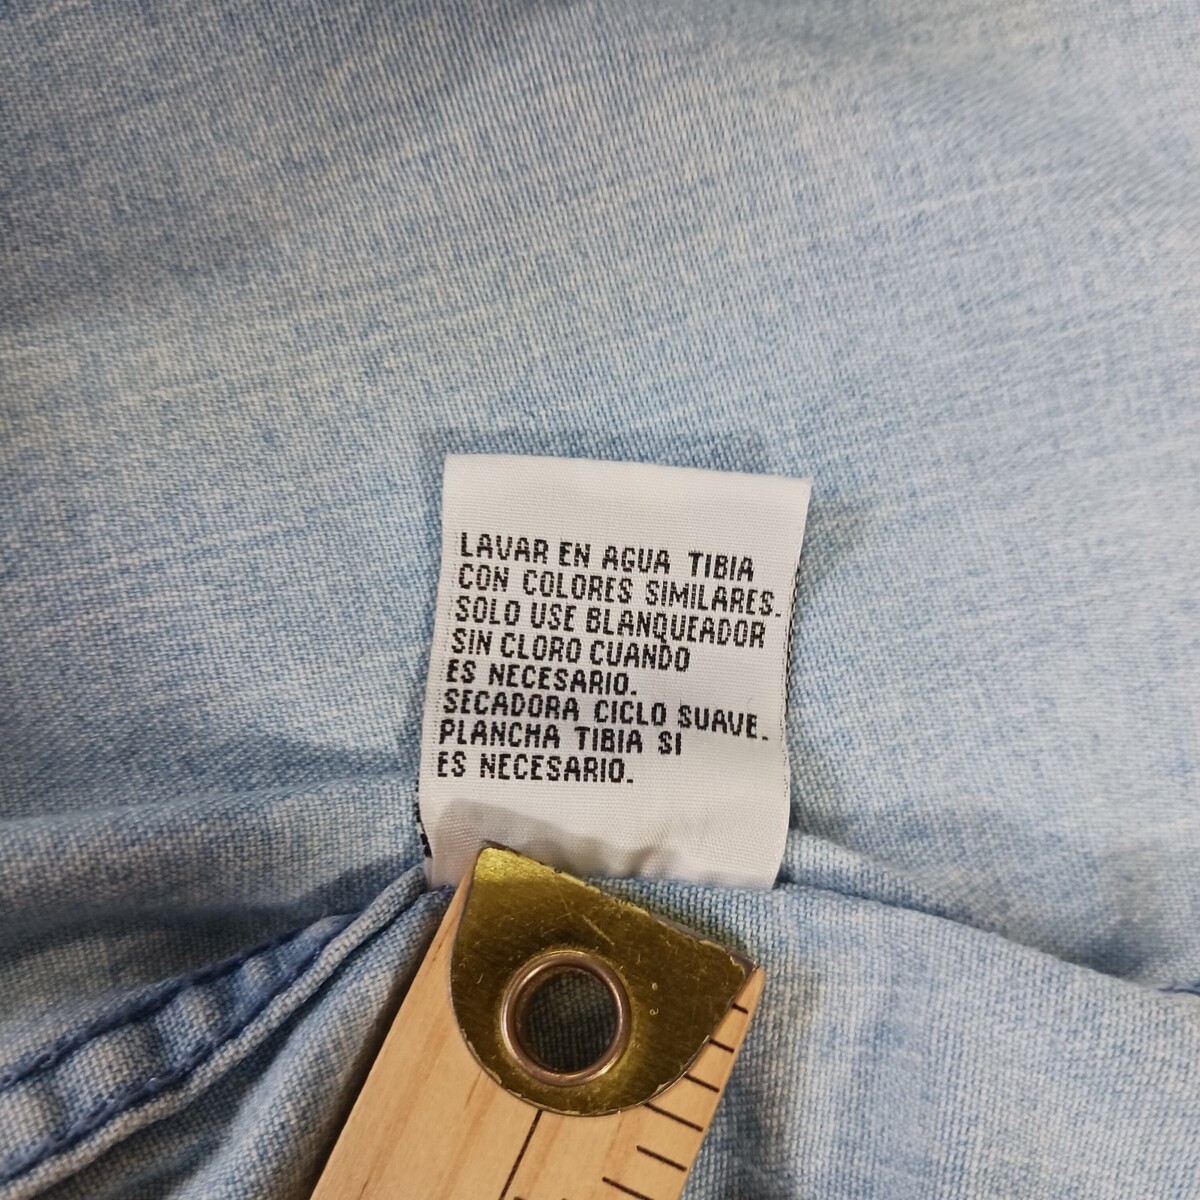 LAVAR EN AGUA TIBIA
CON COLORES SIMILARES.
SOLO USE BLANQUEADOR
SIN CLORO CUANDO
ES NECESARIO.
SECADORA CICLO SUAVE.
PLANCHA TIBIA SI
ES NECESARIO.